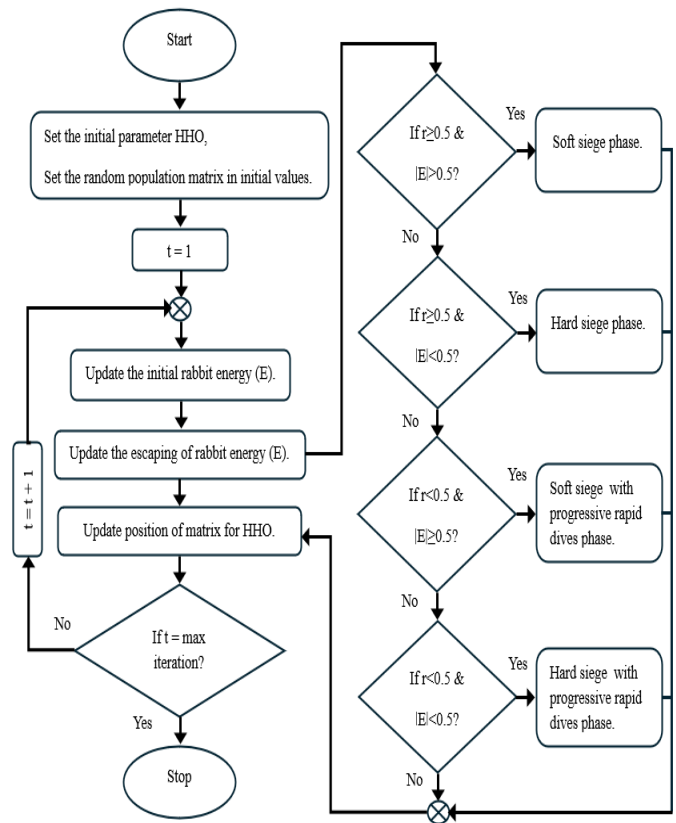 Start
Set the initial parameter HHO,
Set the random population matrix in initial values.
t = 1
Update the initial rabbit energy (E).
Update the escaping of rabbit energy (E).
t = t + 1
Update position of matrix for HHO.
No
If t = max
iteration?
Yes
Stop
If r≥0.5 &
|E|>0.5?
Yes
Soft siege phase.
No
If r≥0.5 &
|E|<0.5?
Yes
Hard siege phase.
No
If r<0.5 &
|E|≥0.5?
Yes
Soft siege with
progressive rapid
dives phase.
No
If r<0.5 &
|E|<0.5?
Yes
Hard siege with
progressive rapid
dives phase.
No